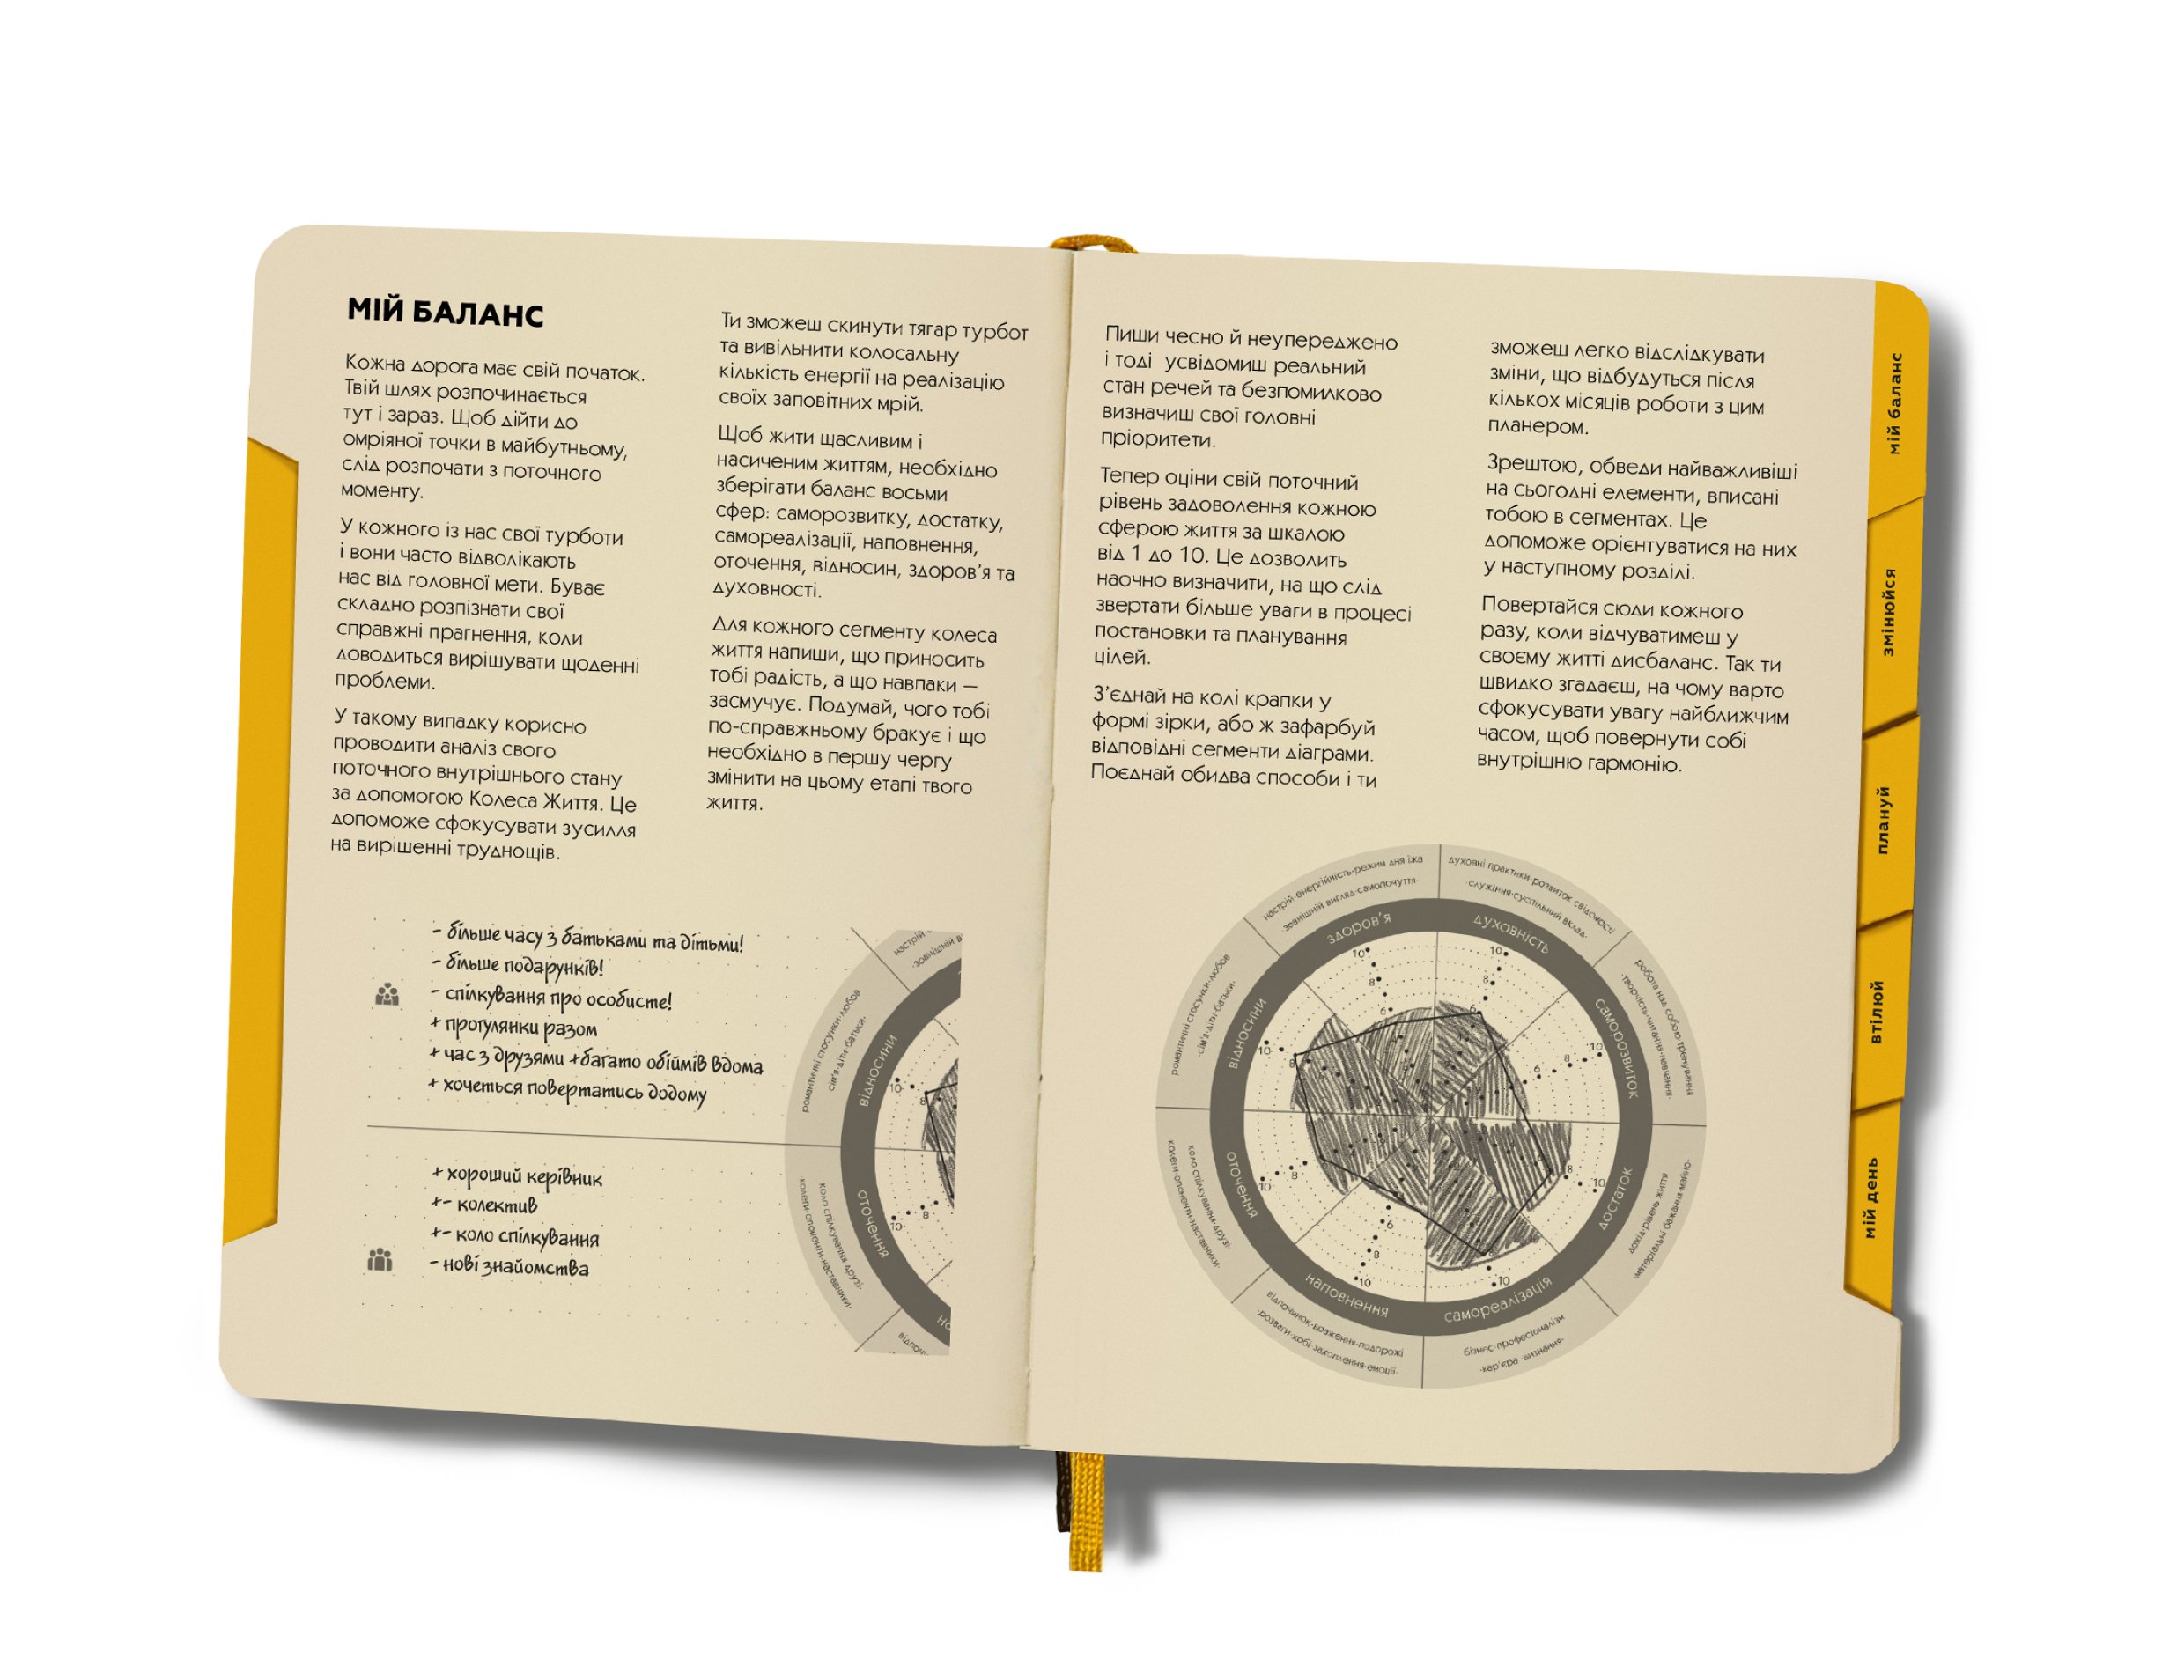 МІЙ БАЛАНС
Кожна дорога має свій початок.
Твій шлях розпочинається
тут і зараз. Щоб дійти до
омріяної точки в майбутньому,
слід розпочати з поточного
моменту.
У кожного із нас свої турботи
і вони часто відволікають
нас від головної мети. Буває
складно розпізнати свої
справжні прагнення, коли
доводиться вирішувати щоденні
проблеми.
У такому випадку корисно
проводити аналіз свого
поточного внутрішнього стану
за допомогою Колеса Життя. Це
допоможе сфокусувати зусилля
на вирішенні труднощів.
Ти зможеш скинути тягар турбот
та вивільнити колосальну
кількість енергії на реалізацію
своїх заповітних мрій.
Щоб жити щасливим і
насиченим життям, необхідно
зберігати баланс восьми
сфер: саморозвитку, достатку,
самореалізації, наповнення,
оточення, відносин, здоров'я та
духовності.
Для кожного сегменту колеса
життя напиши, що приносить
тобі радість, а що навпаки —
засмучує. Подумай, чого тобі
по-справжньому бракує і що
необхідно в першу чергу
змінити на цьому етапі твого
життя.
- більше часу з батьками та дітьми!
- більше подарунків!
- спілкування про особисте!
+ прогулянки разом
+ час з друзями +багато обіймів вдома
+ хочеться повертатись додому
+ хороший керівник
+- колектив
+- коло спілкування
- нові знайомства
романтичні стосунки·любов
·сім'я·діти·батьки·
відносини
10
8
10
8
оточення
коло спілкування·друзі·
колеги·опоненти·наставники·
Пиши чесно й неупереджено
і тоді усвідомиш реальний
стан речей та безпомилково
визначиш свої головні
пріоритети.
Тепер оціни свій поточний
рівень задоволення кожною
сферою життя за шкалою
від 1 до 10. Це дозволить
наочно визначити, на що слід
звертати більше уваги в процесі
постановки та планування
цілей.
З'єднай на колі крапки у
формі зірки, або ж зафарбуй
відповідні сегменти діаграми.
Поєднай обидва способи і ти
зможеш легко відслідкувати
зміни, що відбудуться після
кількох місяців роботи з цим
планером.
Зрештою, обведи найважливіші
на сьогодні елементи, вписані
тобою в сегментах. Це
допоможе орієнтуватися на них
у наступному розділі.
Повертайся сюди кожного
разу, коли відчуватимеш у
своєму житті дисбаланс. Так ти
швидко згадаєш, на чому варто
сфокусувати увагу найближчим
часом, щоб повернути собі
внутрішню гармонію.
настрій·енергійність·режим дня·їжа
·зовнішній вигляд·самопочуття·
здоров'я
духовні практики·розвиток свідомості
·служіння·суспільний вклад·
духовність
робота над собою·тренування
·творчість·читання·навчання·
саморозвиток
достаток
дохід·рівень життя
·матеріальні бажання·майно·
самореалізація
бізнес·професіоналізм
·кар'єра·визнання·
наповнення
відпочинок·враження·подорожі
·розваги·хобі·захоплення·емоції·
оточення
коло спілкування·друзі·
колеги·опоненти·наставники·
відносини
романтичні стосунки·любов
·сім'я·діти·батьки·
10
8
6
10
8
6
10
8
6
10
8
10
8
10
8
6
10
8
10
8
мій баланс
змінюйся
плануй
втілюй
мій день